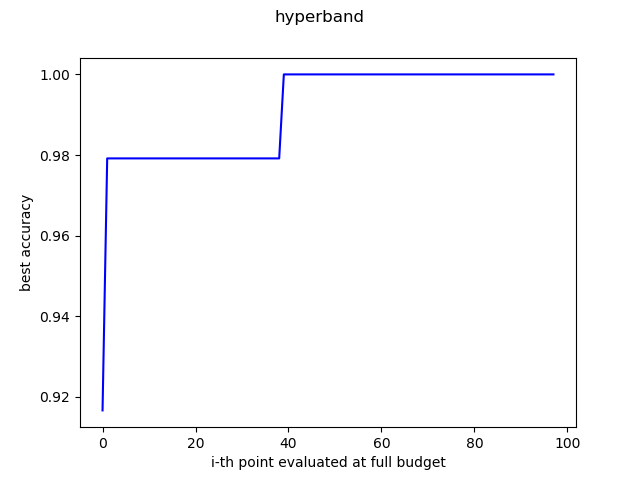 hyperband
1.00
0.98
0.96
0.94
0.92
best accuracy
0 20 40 60 80 100
i-th point evaluated at full budget